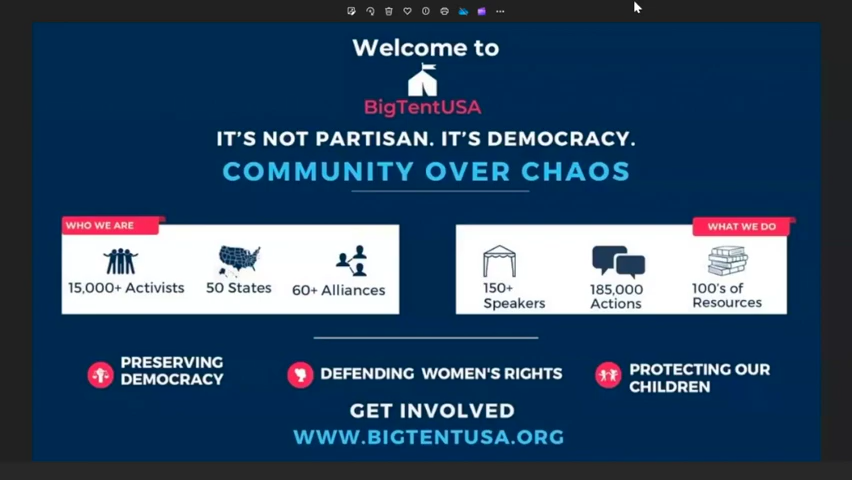 Welcome to
BigTentUSA
IT'S NOT PARTISAN. IT'S DEMOCRACY.
COMMUNITY OVER CHAOS
WHO WE ARE
15,000+ Activists
50 States
60+ Alliances
WHAT WE DO
150+
Speakers
185,000
Actions
100's of
Resources
PRESERVING
DEMOCRACY
DEFENDING WOMEN'S RIGHTS
PROTECTING OUR
CHILDREN
GET INVOLVED
WWW.BIGTENTUSA.ORG